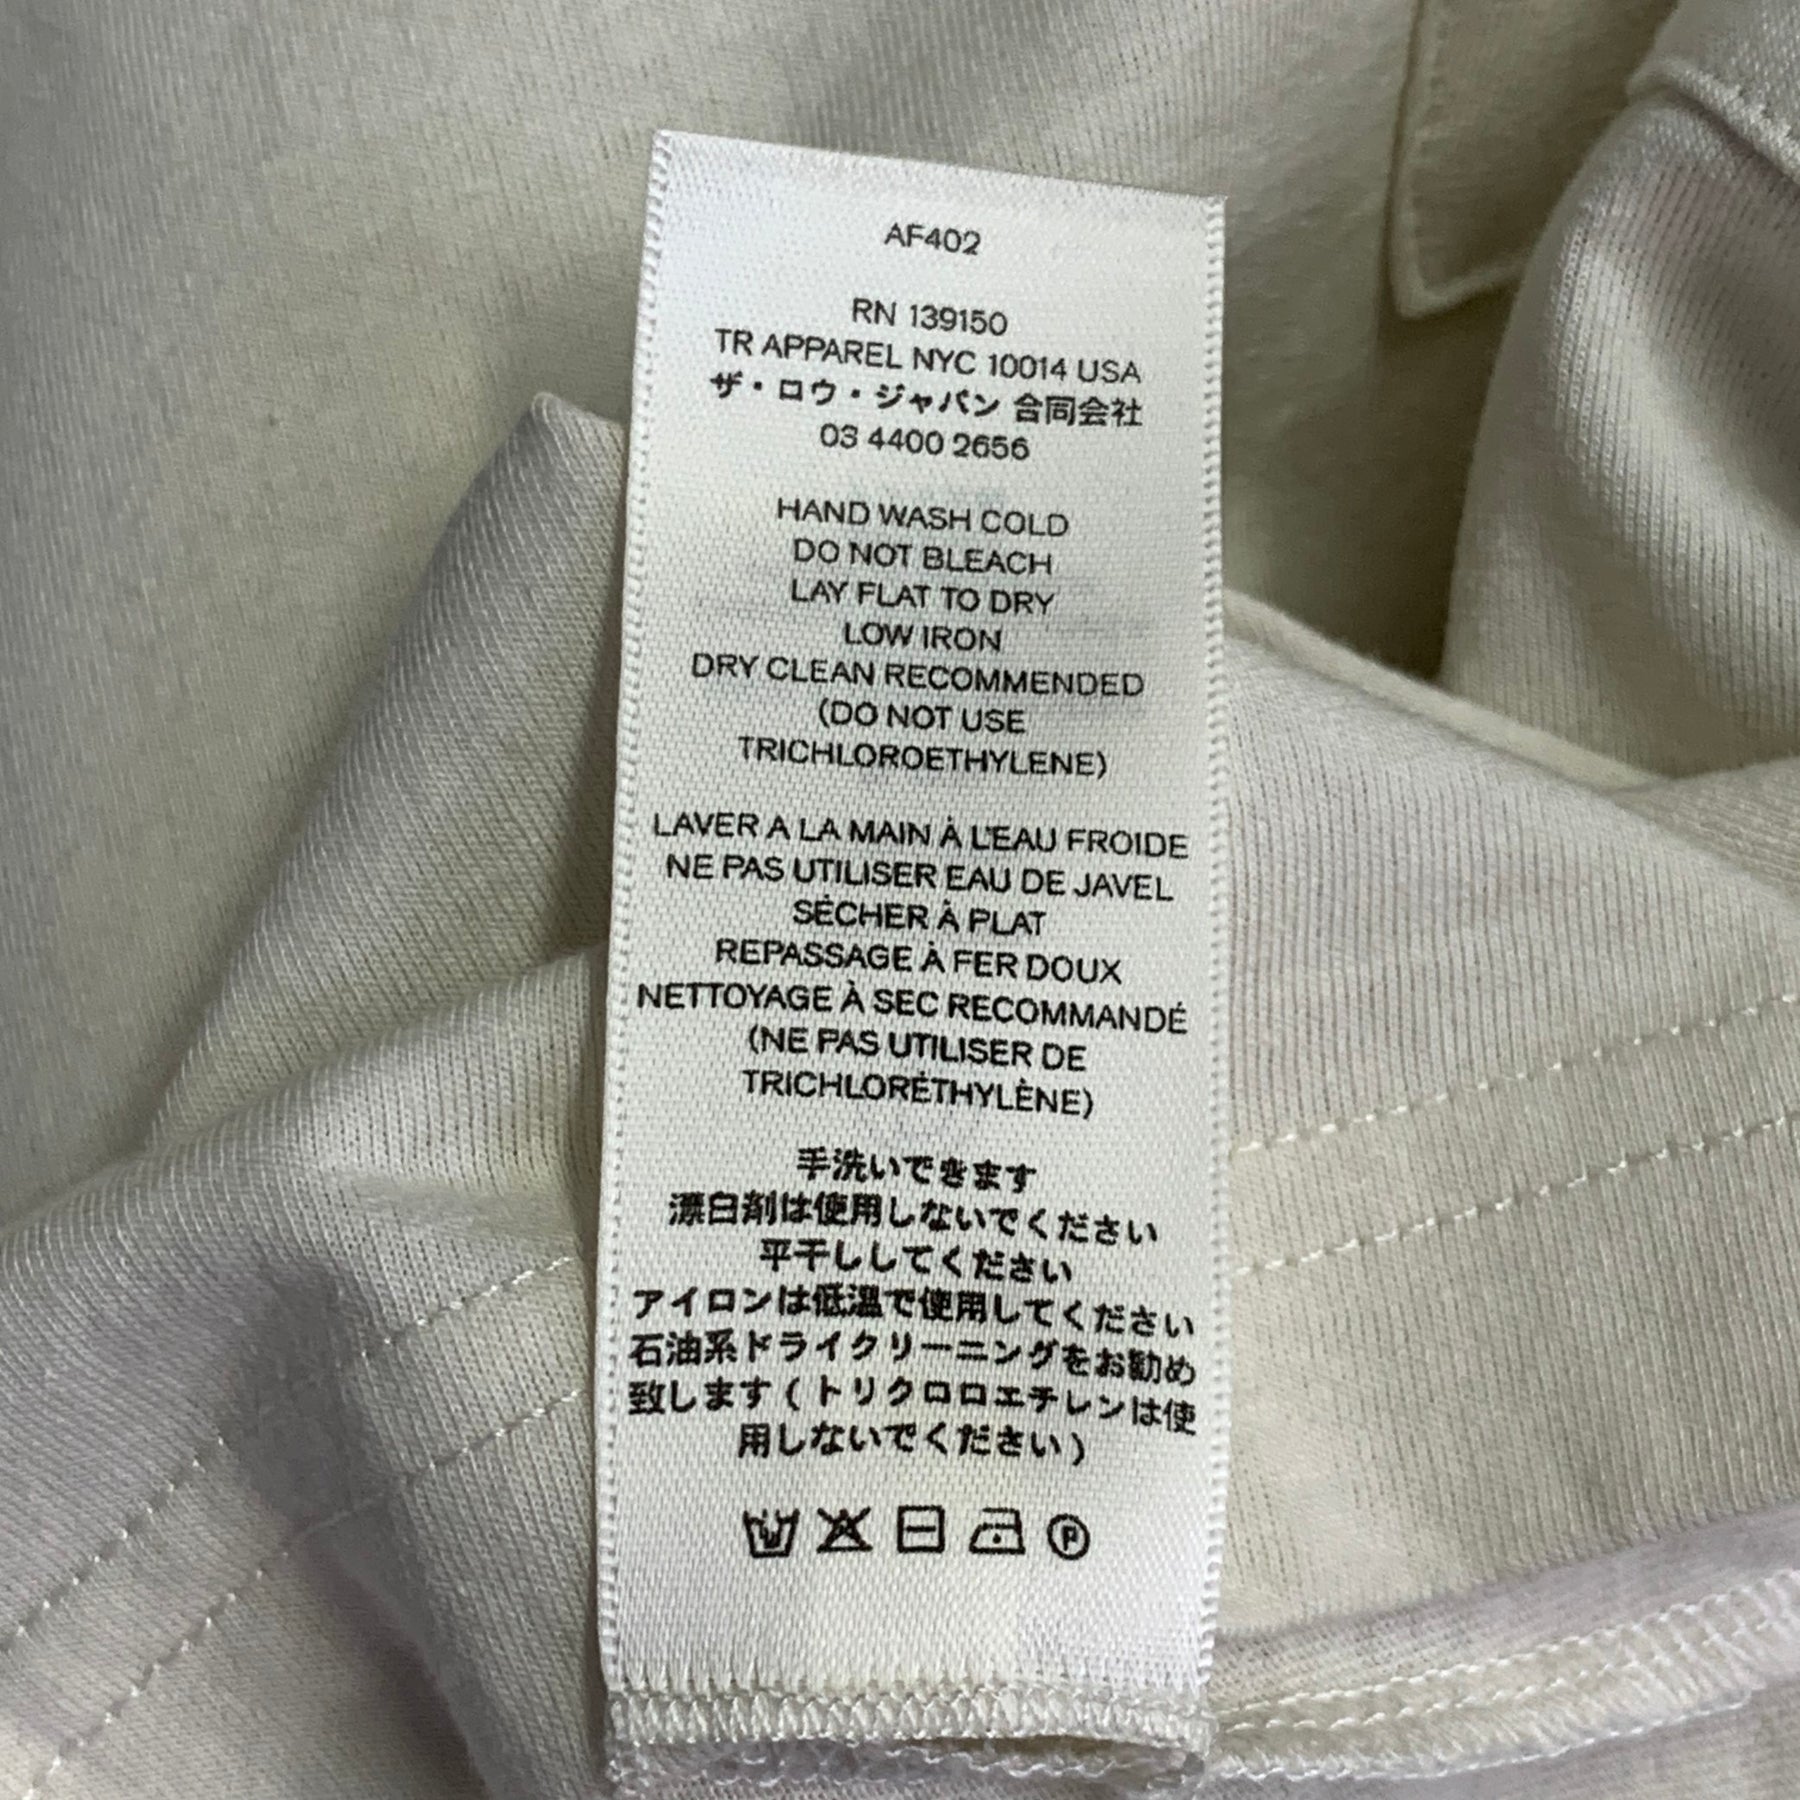 AF402
RN 139150
TR APPAREL NYC 10014 USA
ザ・ロウ・ジャパン 合同会社
03 4400 2656
HAND WASH COLD
DO NOT BLEACH
LAY FLAT TO DRY
LOW IRON
DRY CLEAN RECOMMENDED
(DO NOT USE
TRICHLOROETHYLENE)
LAVER A LA MAIN À L'EAU FROIDE
NE PAS UTILISER EAU DE JAVEL
SÉCHER À PLAT
REPASSAGE À FER DOUX
NETTOYAGE À SEC RECOMMANDÉ
(NE PAS UTILISER DE
TRICHLORÉTHYLÈNE)
手洗いできます
漂白剤は使用しないでください
平干ししてください
アイロンは低温で使用してください
石油系ドライクリーニングをお勧め
致します(トリクロロエチレンは使
用しないでください)
P